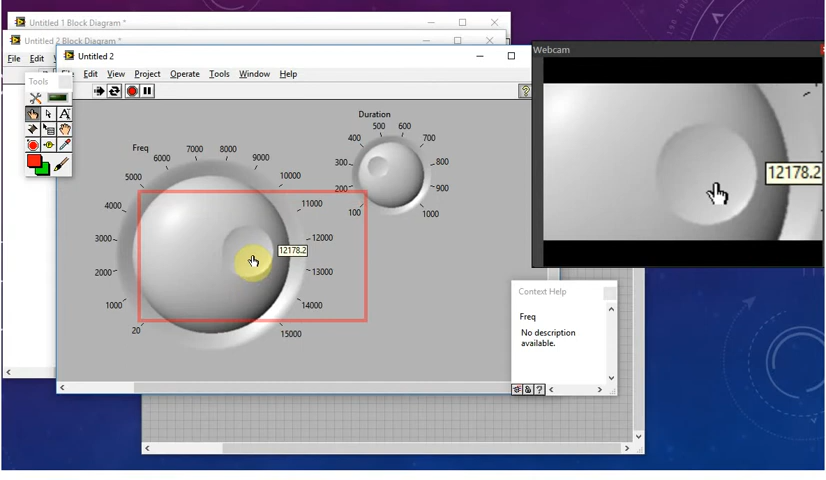 Untitled 1 Block Diagram *
Untitled 2 Block Diagram *
File Edit
Untitled 2
Edit View Project Operate Tools Window Help
Tools
Webcam
12178.2
Freq
20
1000
2000
3000
4000
5000
6000
7000
8000
9000
10000
11000
12000
13000
14000
15000
12178.2
Duration
100
200
300
400
500
600
700
800
900
1000
Context Help
Freq
No description
available.